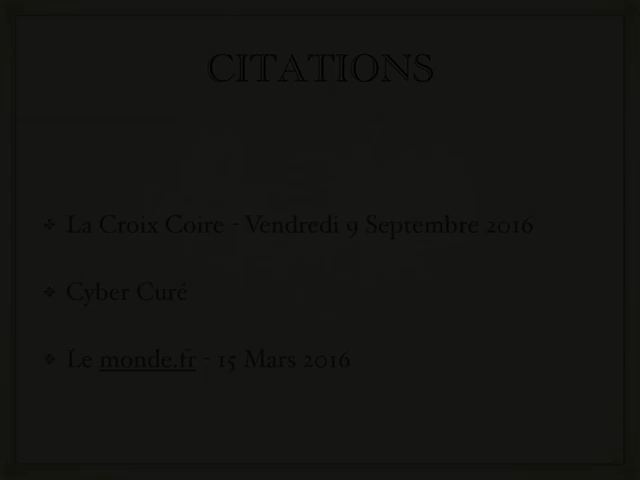 CITATIONS
La Croix Coire - Vendredi 9 Septembre 2016
Cyber Curé
Le monde.fr - 15 Mars 2016